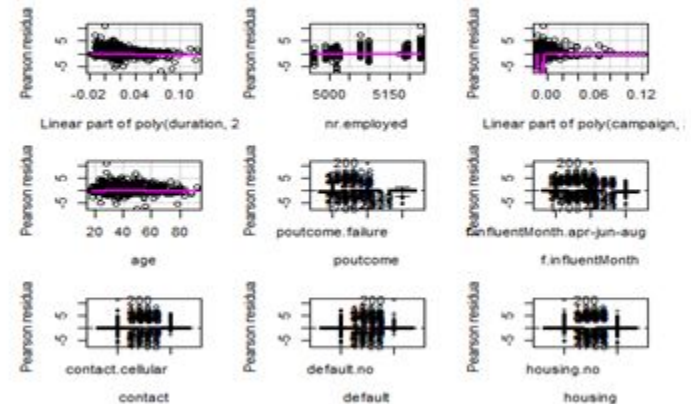 Pearson residua
5
-5
-0.02 0.04 0.10
Linear part of poly(duration, 2
Pearson residua
5
-5
5000 5150
nr.employed
Pearson residua
5
-5
0.00 0.06 0.12
Linear part of poly(campaign,
Pearson residua
5
-5
20 40 60 80
age
Pearson residua
5
-5
200
poutcome.failure
poutcome
Pearson residua
5
-5
200
f.influentMonth.apr-jun-aug
f.influentMonth
Pearson residua
5
-5
200
contact.cellular
contact
Pearson residua
5
-5
200
default.no
default
Pearson residua
5
-5
200
housing.no
housing